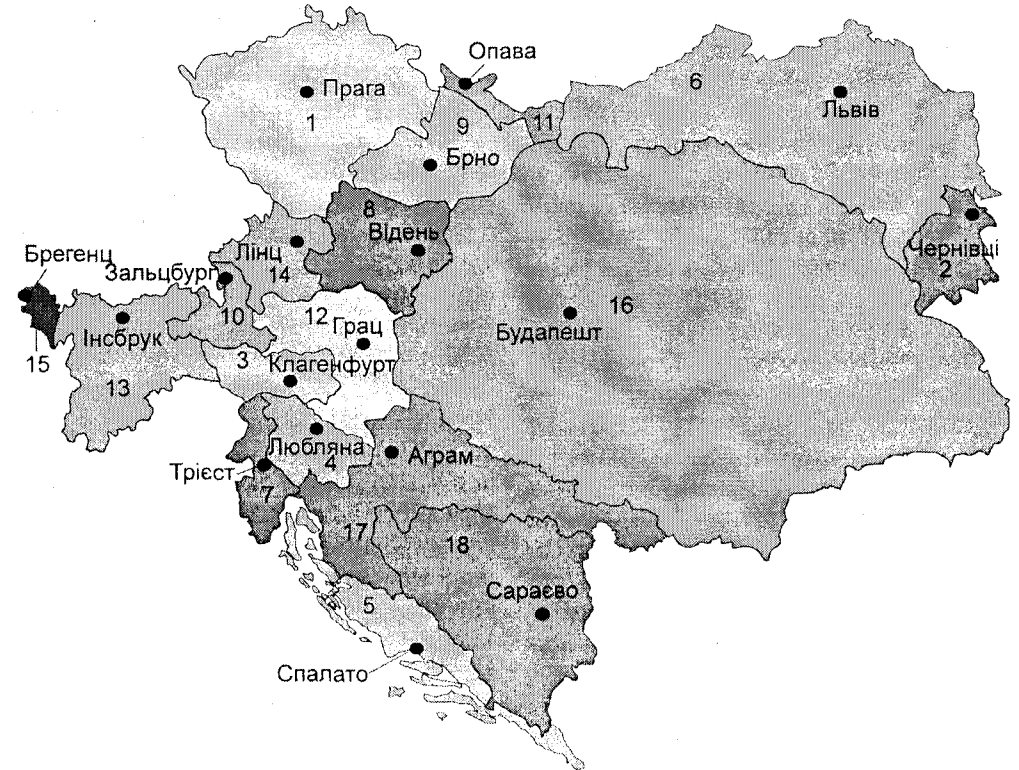 Опава
6
Прага
Львів
1
9
11
Брно
8
Відень
Чернівці
2
Брегенц
Лінц
Зальцбург
14
10
12
16
Грац
Будапешт
Інсбрук
15
3
Клагенфурт
13
Любляна
4
Аграм
Трієст
7
17
18
Сараєво
5
Спалато